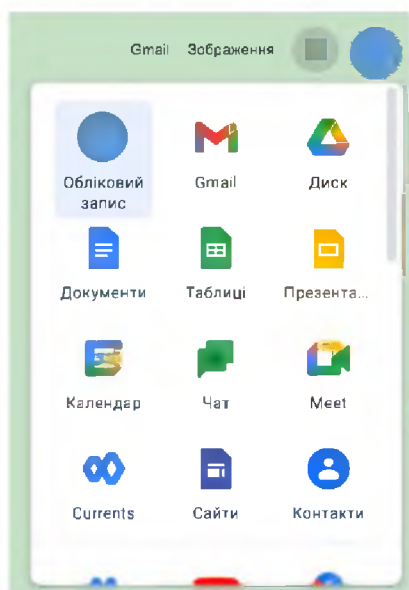 Gmail Зображення
Обліковий запис
Gmail
Диск
Документи
Таблиці
Презента...
Календар
Чат
Meet
Currents
Сайти
Контакти